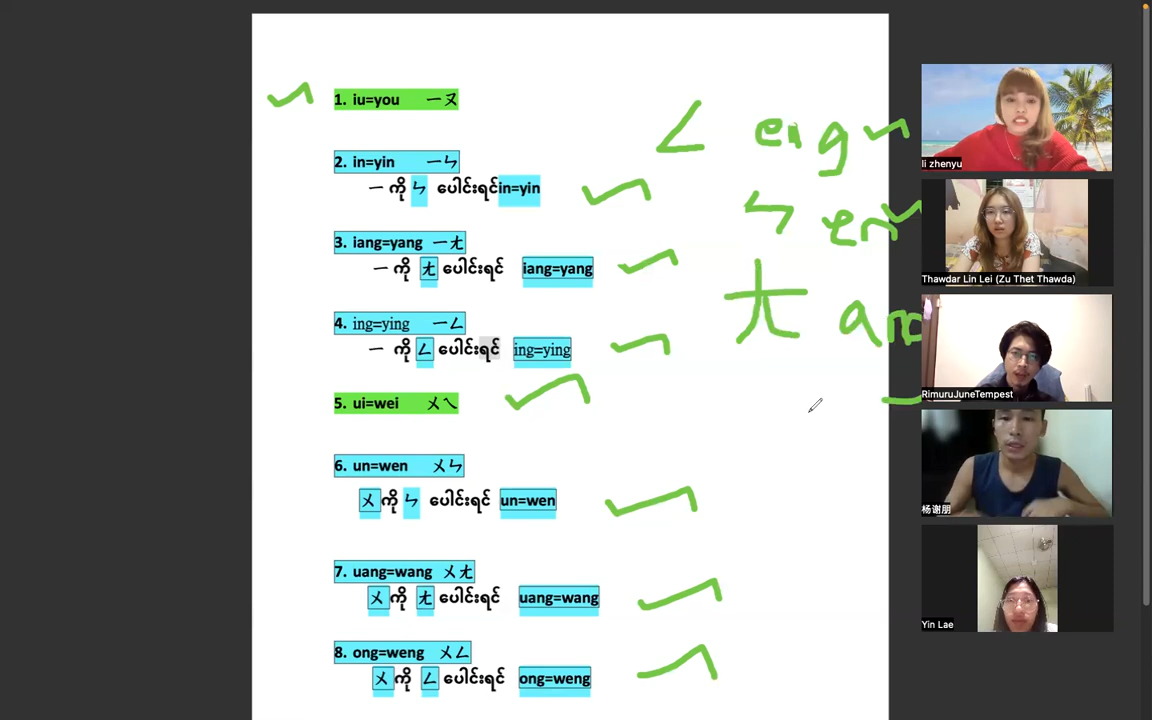 1. iu=you ㄧㄡ
2. in=yin ㄧㄣ
ㄧ ကို ㄣ ပေါင်းရင် in=yin
3. iang=yang ㄧㄤ
ㄧ ကို ㄤ ပေါင်းရင် iang=yang
4. ing=ying ㄧㄥ
ㄧ ကို ㄥ ပေါင်းရင် ing=ying
5. ui=wei ㄨㄟ
6. un=wen ㄨㄣ
ㄨ ကို ㄣ ပေါင်းရင် un=wen
7. uang=wang ㄨㄤ
ㄨ ကို ㄤ ပေါင်းရင် uang=wang
8. ong=weng ㄨㄥ
ㄨ ကို ㄥ ပေါင်းရင် ong=weng
ㄥ eng
ㄣ en
ㄤ
li zhenyu
Thawdar Lin Lei (Zu Thet Thawda)
RimuruJuneTempest
杨谢朋
Yin Lae